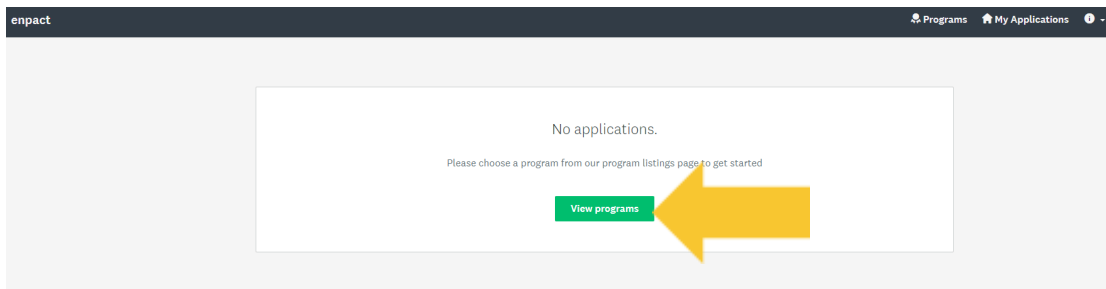 enpact
Programs My Applications
No applications.
Please choose a program from our program listings page to get started
View programs